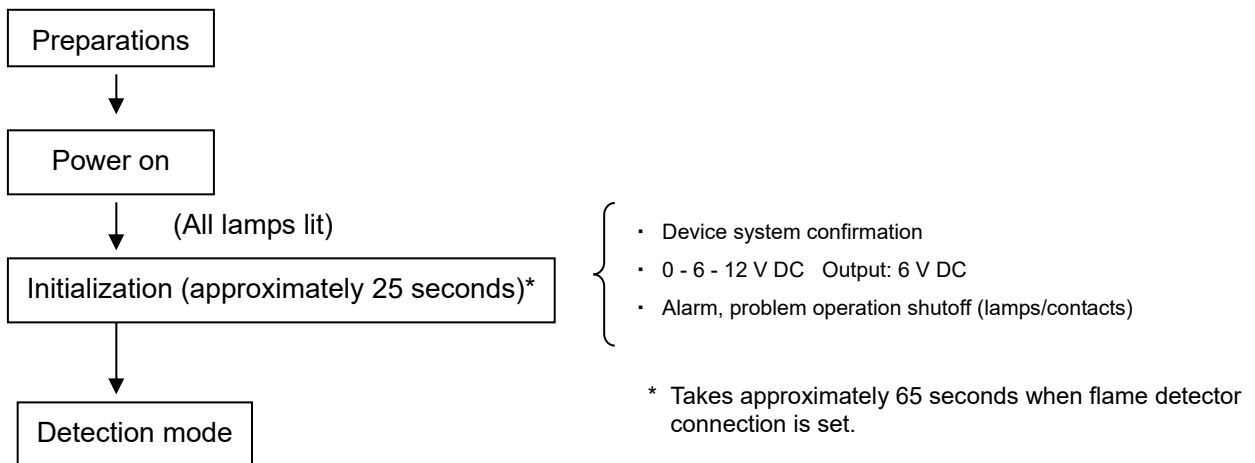 Preparations
Power on
(All lamps lit)
Initialization (approximately 25 seconds)*
・ Device system confirmation
・ 0 - 6 - 12 V DC   Output: 6 V DC
・ Alarm, problem operation shutoff (lamps/contacts)
* Takes approximately 65 seconds when flame detector
connection is set.
Detection mode